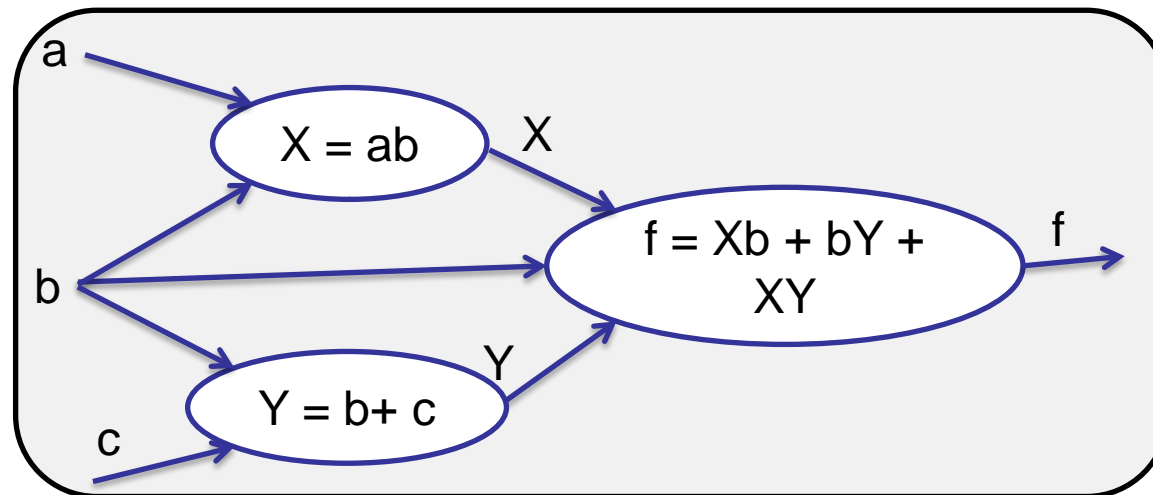 a
X = ab
X
f = Xb + bY +
XY
f
b
Y
Y = b+ c
c